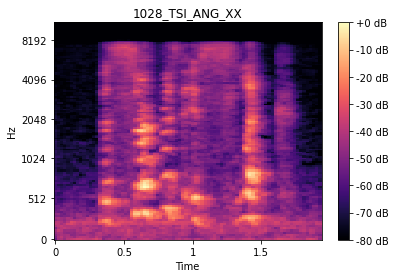 1028_TSI_ANG_XX
+0 dB
8192
-10 dB
4096
-20 dB
-30 dB
2048
Hz
-40 dB
1024
-50 dB
512
-60 dB
-70 dB
0
-80 dB
0 0.5 1 1.5
Time